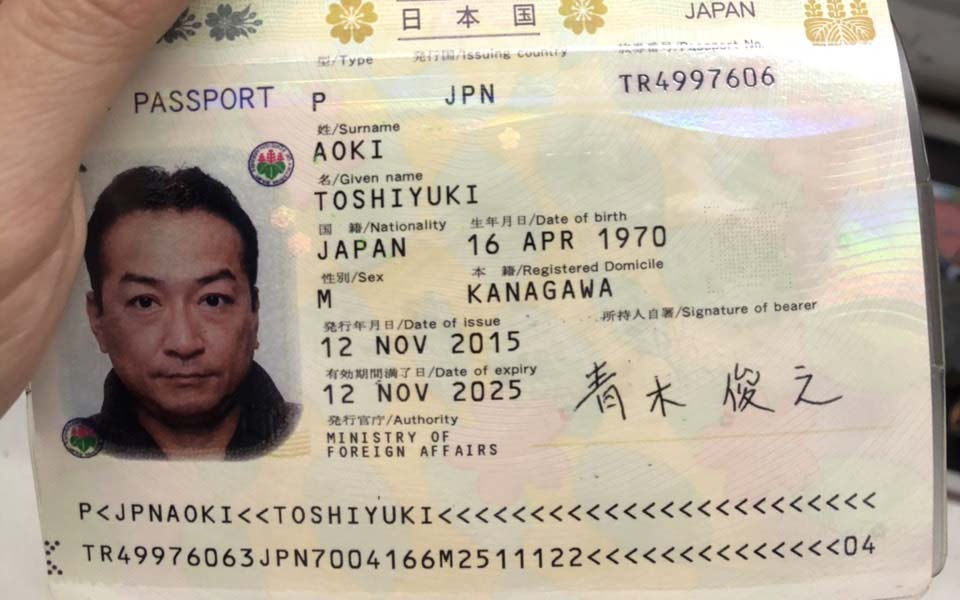 日本国 JAPAN
型/Type 発行国/Issuing country 旅券番号/Passport No.
PASSPORT P JPN TR4997606
姓/Surname
AOKI
名/Given name
TOSHIYUKI
国 籍/Nationality 生年月日/Date of birth
JAPAN 16 APR 1970
性別/Sex 本 籍/Registered Domicile
M KANAGAWA
発行年月日/Date of issue 所持人自署/Signature of bearer
12 NOV 2015
有効期間満了日/Date of expiry
12 NOV 2025 青木 俊之
発行官庁/Authority
MINISTRY OF
FOREIGN AFFAIRS
P<JPNAOKI<<TOSHIYUKI<<<<<<<<<<<<<<<<<<<<<<<<
TR49976063JPN7004166M2511122<<<<<<<<<<<<<<04